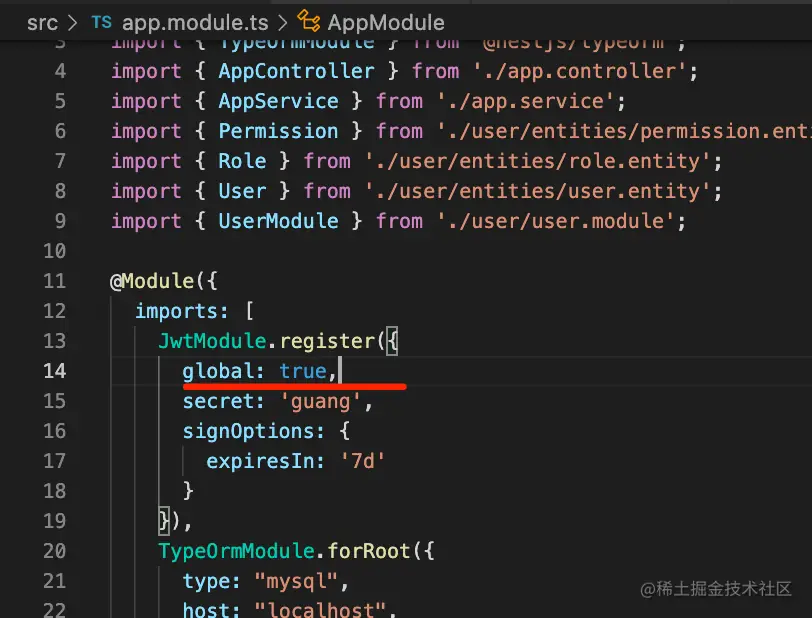 src > TS app.module.ts > AppModule
3 import { TypeOrmModule } from '@nestjs/typeorm';
4 import { AppController } from './app.controller';
5 import { AppService } from './app.service';
6 import { Permission } from './user/entities/permission.enti
7 import { Role } from './user/entities/role.entity';
8 import { User } from './user/entities/user.entity';
9 import { UserModule } from './user/user.module';
10
11 @Module({
12 imports: [
13 JwtModule.register({
14 global: true,
15 secret: 'guang',
16 signOptions: {
17 expiresIn: '7d'
18 }
19 }),
20 TypeOrmModule.forRoot({
21 type: "mysql",
22 host: "localhost",
@稀土掘金技术社区